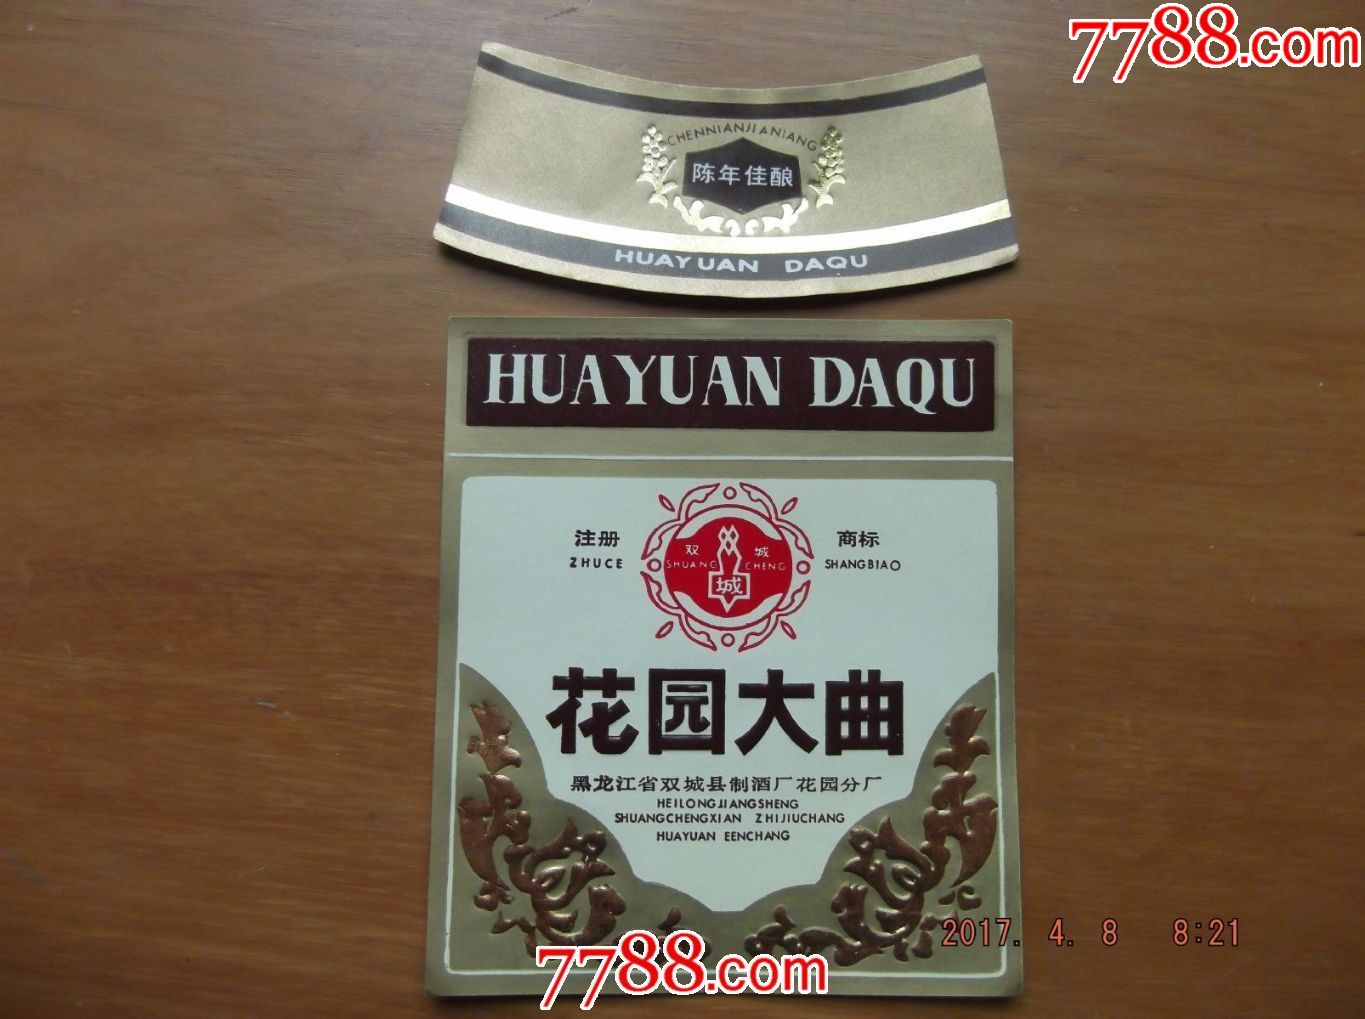 7788.com
CHENNIANJIANIANG
陈年佳酿
HUAYUAN DAQU
HUAYUAN DAQU
注册 商标
ZHUCE SHANGBIAO
双 城
SHUANG CHENG
城
花园大曲
黑龙江省双城县制酒厂花园分厂
HEILONGJIANGSHENG
SHUANGCHENGXIAN ZHIJIUCHANG
HUAYUAN EENCHANG
2017. 4. 8 8:21
7788.com